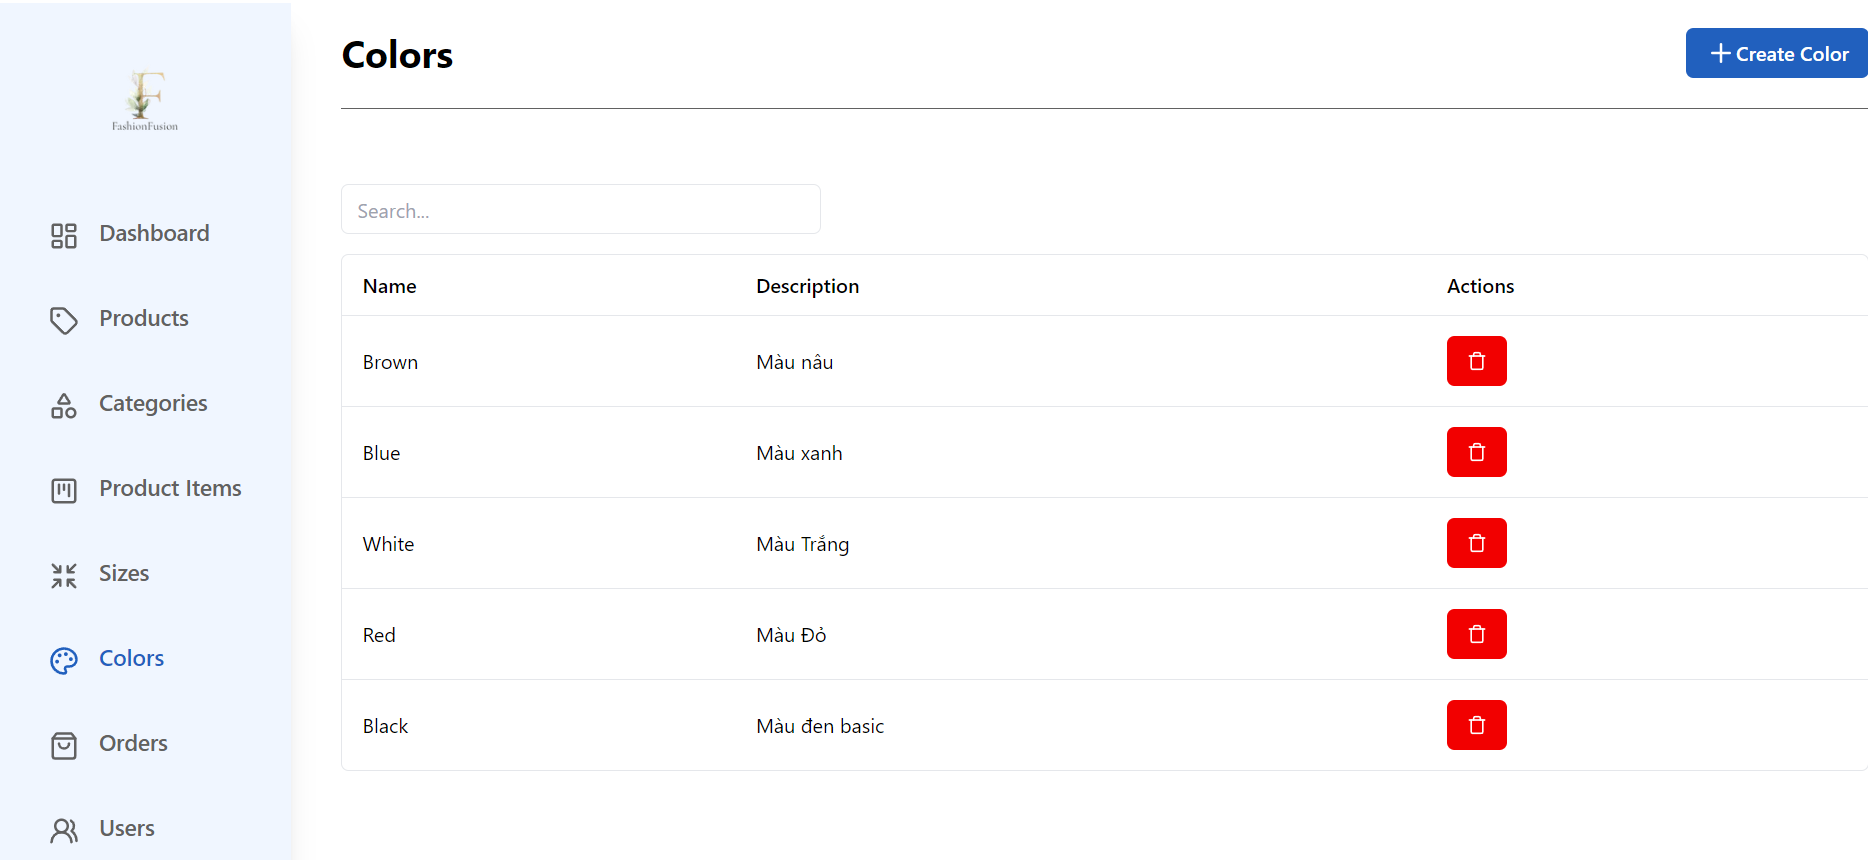 FashionFusion
Dashboard
Products
Categories
Product Items
Sizes
Colors
Orders
Users
Colors
Create Color
Search...
Name Description Actions
Brown Màu nâu
Blue Màu xanh
White Màu Trắng
Red Màu Đỏ
Black Màu đen basic